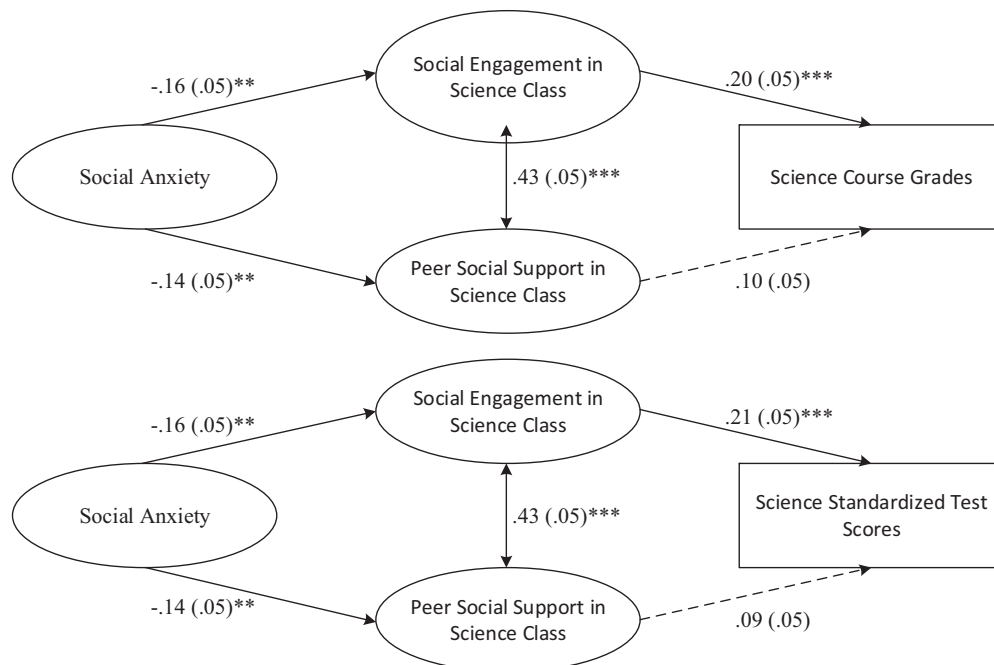 Social Engagement in
Science Class
-.16 (.05)**
.20 (.05)***
Social Anxiety
.43 (.05)***
Science Course Grades
-.14 (.05)**
Peer Social Support in
Science Class
.10 (.05)
Social Engagement in
Science Class
-.16 (.05)**
.21 (.05)***
Social Anxiety
.43 (.05)***
Science Standardized Test
Scores
-.14 (.05)**
Peer Social Support in
Science Class
.09 (.05)